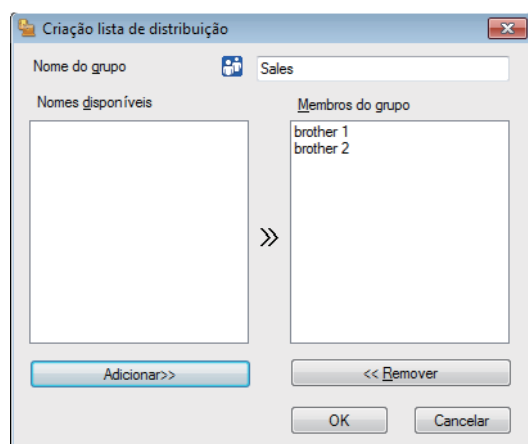 Criação lista de distribuição
Nome do grupo
Sales
Nomes disponíveis
Membros do grupo
brother 1
brother 2
Adicionar>>
<< Remover
OK
Cancelar